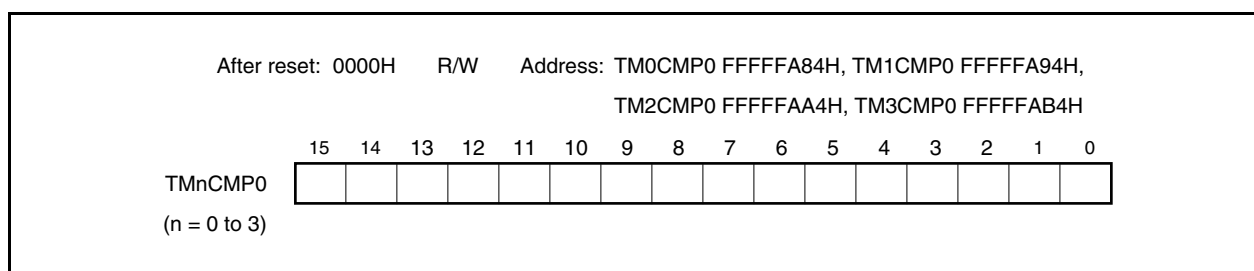 After reset: 0000H R/W Address: TM0CMP0 FFFFFA84H, TM1CMP0 FFFFFA94H,
TM2CMP0 FFFFFAA4H, TM3CMP0 FFFFFAB4H
15 14 13 12 11 10 9 8 7 6 5 4 3 2 1 0
TMnCMP0
(n = 0 to 3)